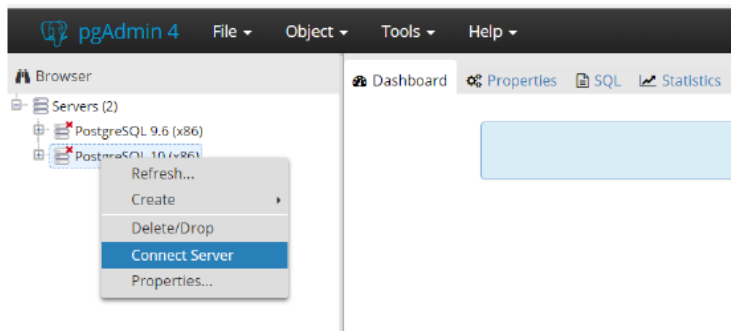 pgAdmin 4 File Object Tools Help
Browser
Dashboard Properties SQL Statistics
Servers (2)
PostgreSQL 9.6 (x86)
PostgreSQL 10 (x86)
Refresh...
Create
Delete/Drop
Connect Server
Properties...